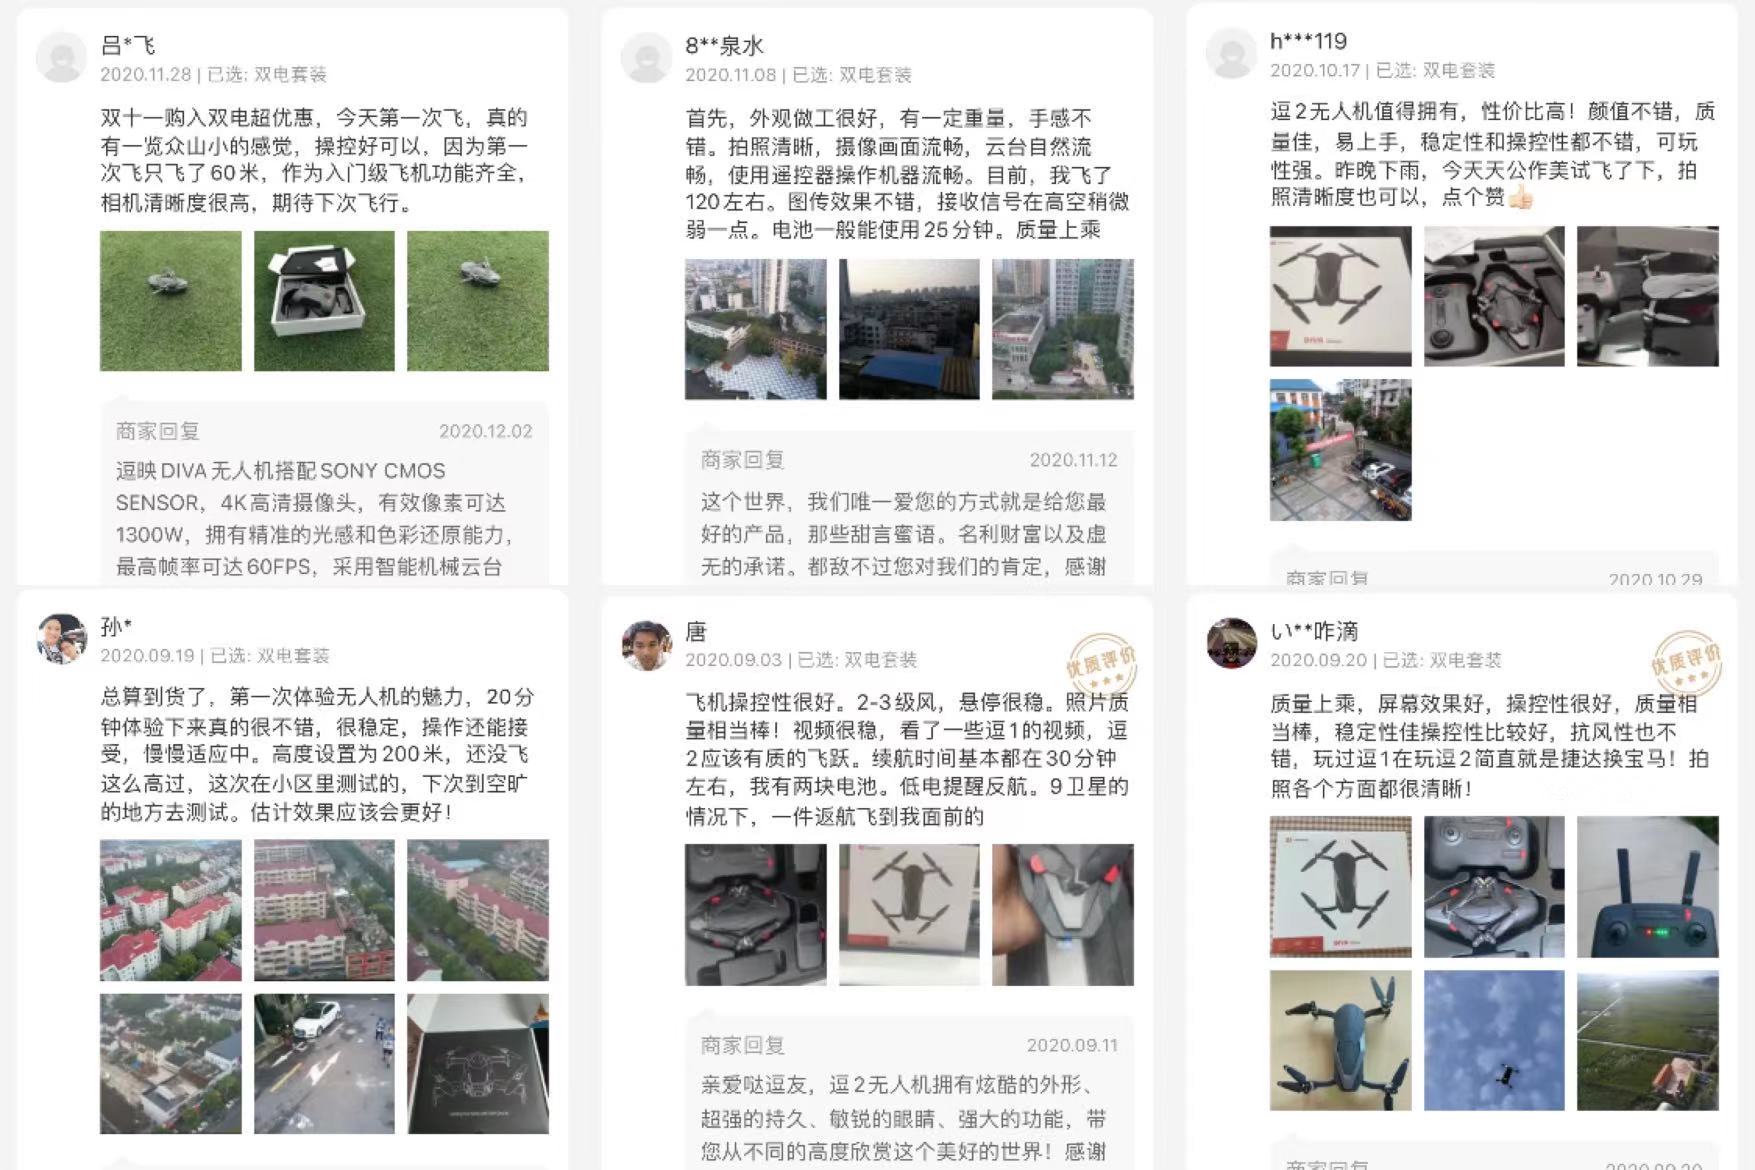 吕*飞
2020.11.28 | 已选: 双电套装
双十一购入双电超优惠，今天第一次飞，真的
有一览众山小的感觉，操控好可以，因为第一
次飞只飞了60米，作为入门级飞机功能齐全，
相机清晰度很高，期待下次飞行。
商家回复 2020.12.02
逗映DIVA无人机搭配SONY CMOS
SENSOR，4K高清摄像头，有效像素可达
1300W，拥有精准的光感和色彩还原能力，
最高帧率可达60FPS，采用智能机械云台
8**泉水
2020.11.08 | 已选: 双电套装
首先，外观做工很好，有一定重量，手感不
错。拍照清晰，摄像画面流畅，云台自然流
畅，使用遥控器操作机器流畅。目前，我飞了
120左右。图传效果不错，接收信号在高空稍微
弱一点。电池一般能使用25分钟。质量上乘
商家回复 2020.11.12
这个世界，我们唯一爱您的方式就是给您最
好的产品，那些甜言蜜语。名利财富以及虚
无的承诺。都敌不过您对我们的肯定，感谢
h***119
2020.10.17 | 已选: 双电套装
逗2无人机值得拥有，性价比高！颜值不错，质
量佳，易上手，稳定性和操控性都不错，可玩
性强。昨晚下雨，今天天公作美试飞了下，拍
照清晰度也可以，点个赞👍
DIVA
商家回复 2020.10.29
孙*
2020.09.19 | 已选: 双电套装
总算到货了，第一次体验无人机的魅力，20分
钟体验下来真的很不错，很稳定，操作还能接
受，慢慢适应中。高度设置为200米，还没飞
这么高过，这次在小区里测试的，下次到空旷
的地方去测试。估计效果应该会更好！
唐
2020.09.03 | 已选: 双电套装
优质评价
飞机操控性很好。2-3级风，悬停很稳。照片质
量相当棒！视频很稳，看了一些逗1的视频，逗
2应该有质的飞跃。续航时间基本都在30分钟
左右，我有两块电池。低电提醒反航。9卫星的
情况下，一件返航飞到我面前的
商家回复 2020.09.11
亲爱哒逗友，逗2无人机拥有炫酷的外形、
超强的持久、敏锐的眼睛、强大的功能，带
您从不同的高度欣赏这个美好的世界！感谢
い**咋滴
2020.09.20 | 已选: 双电套装
优质评价
质量上乘，屏幕效果好，操控性很好，质量相
当棒，稳定性佳操控性比较好，抗风性也不
错，玩过逗1在玩逗2简直就是捷达换宝马！拍
照各个方面都很清晰！
DIVA
商家回复